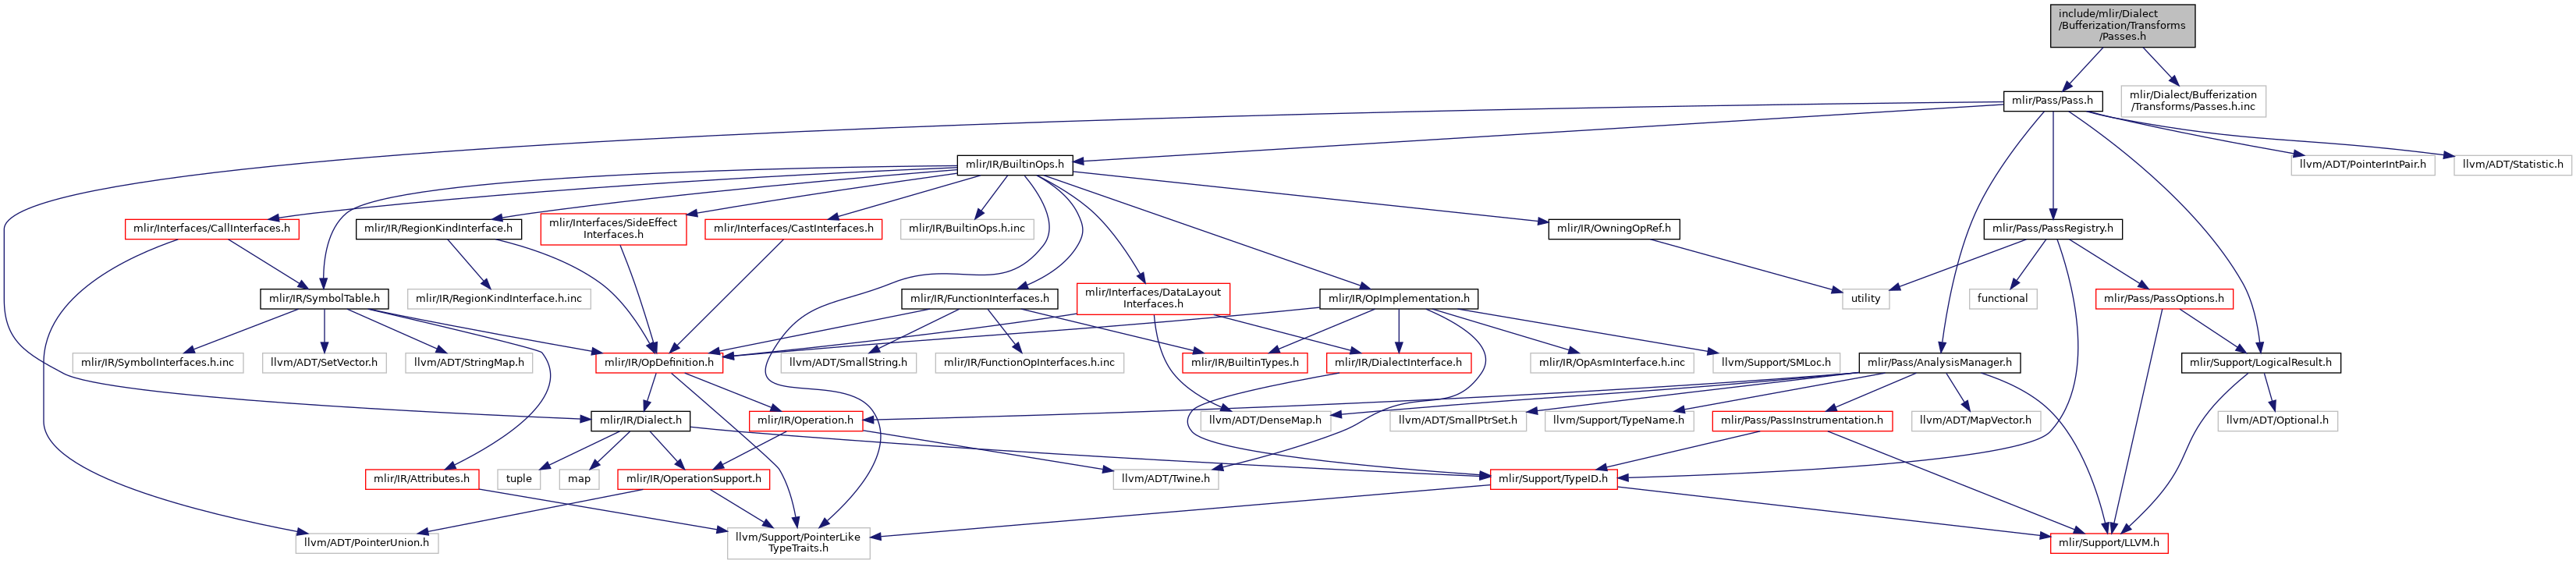 include/mlir/Dialect
/Bufferization/Transforms
/Passes.h
mlir/Pass/Pass.h
mlir/Dialect/Bufferization
/Transforms/Passes.h.inc
mlir/IR/BuiltinOps.h
llvm/ADT/PointerIntPair.h
llvm/ADT/Statistic.h
mlir/Interfaces/CallInterfaces.h
mlir/IR/RegionKindInterface.h
mlir/Interfaces/SideEffect
Interfaces.h
mlir/Interfaces/CastInterfaces.h
mlir/IR/BuiltinOps.h.inc
mlir/IR/OwningOpRef.h
mlir/Pass/PassRegistry.h
mlir/IR/SymbolTable.h
mlir/IR/RegionKindInterface.h.inc
mlir/IR/FunctionInterfaces.h
mlir/Interfaces/DataLayout
Interfaces.h
mlir/IR/OpImplementation.h
utility
functional
mlir/Pass/PassOptions.h
mlir/IR/SymbolInterfaces.h.inc
llvm/ADT/SetVector.h
llvm/ADT/StringMap.h
mlir/IR/OpDefinition.h
llvm/ADT/SmallString.h
mlir/IR/FunctionOpInterfaces.h.inc
mlir/IR/BuiltinTypes.h
mlir/IR/DialectInterface.h
mlir/IR/OpAsmInterface.h.inc
llvm/Support/SMLoc.h
mlir/Pass/AnalysisManager.h
mlir/Support/LogicalResult.h
mlir/IR/Dialect.h
mlir/IR/Operation.h
llvm/ADT/DenseMap.h
llvm/ADT/SmallPtrSet.h
llvm/Support/TypeName.h
mlir/Pass/PassInstrumentation.h
llvm/ADT/MapVector.h
llvm/ADT/Optional.h
mlir/IR/Attributes.h
tuple
map
mlir/IR/OperationSupport.h
llvm/ADT/Twine.h
mlir/Support/TypeID.h
llvm/ADT/PointerUnion.h
llvm/Support/PointerLike
TypeTraits.h
mlir/Support/LLVM.h